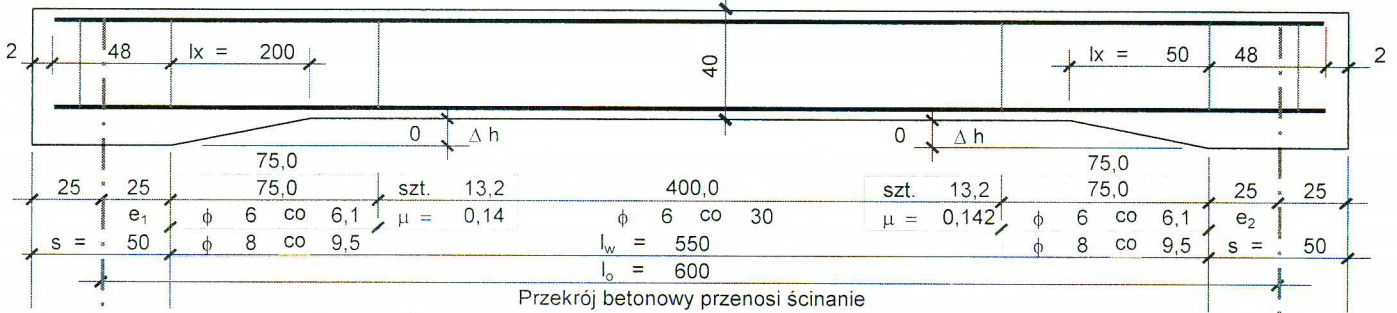 2 48 lx = 200 40 lx = 50 48 2
0 Δ h 0 Δ h
75,0 75,0
25 25 75,0 szt. 13,2 400,0 szt. 13,2 75,0 25 25
e₁ ϕ 6 co 6,1 μ = 0,14 ϕ 6 co 30 μ = 0,142 ϕ 6 co 6,1 e₂
s = 50 ϕ 8 co 9,5 l_w = 550 ϕ 8 co 9,5 s = 50
l_o = 600
Przekrój betonowy przenosi ścinanie